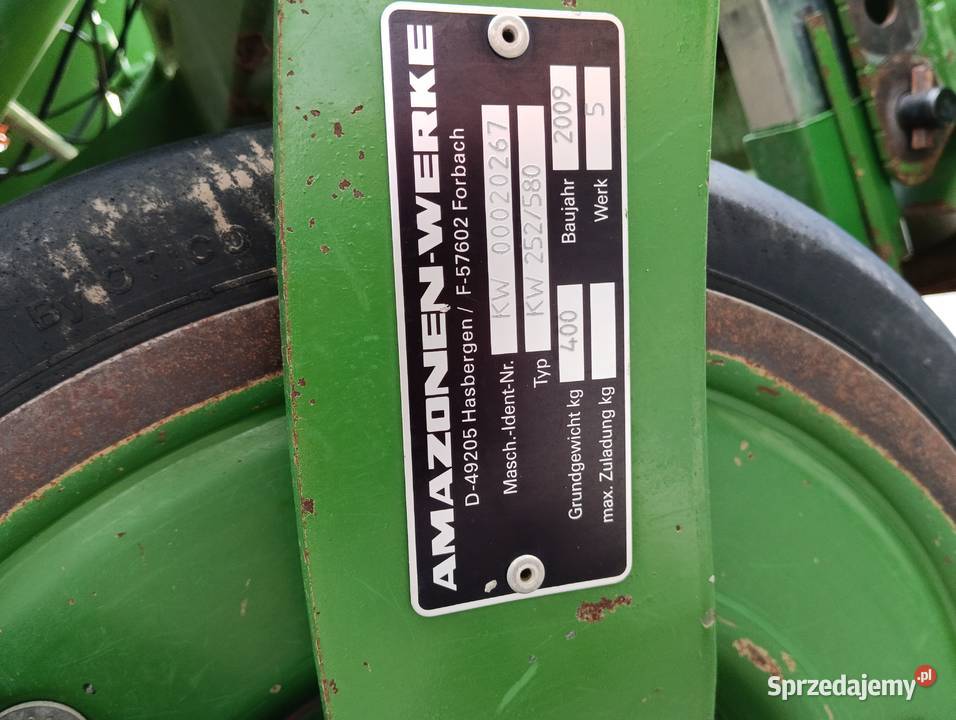 AMAZONEN-WERKE
D-49205 Hasbergen / F-57602 Forbach
Masch.-Ident-Nr. KW 00020267
Typ KW 252/580
Grundgewicht kg 400 Baujahr 2009
max. Zuladung kg Werk 5
Sprzedajemy.pl